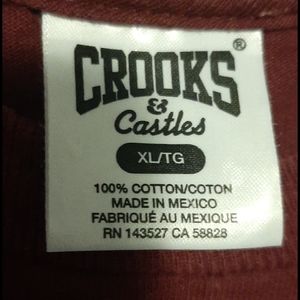 CROOKS®
&
Castles
XL/TG
100% COTTON/COTON
MADE IN MEXICO
FABRIQUÉ AU MEXIQUE
RN 143527 CA 58828